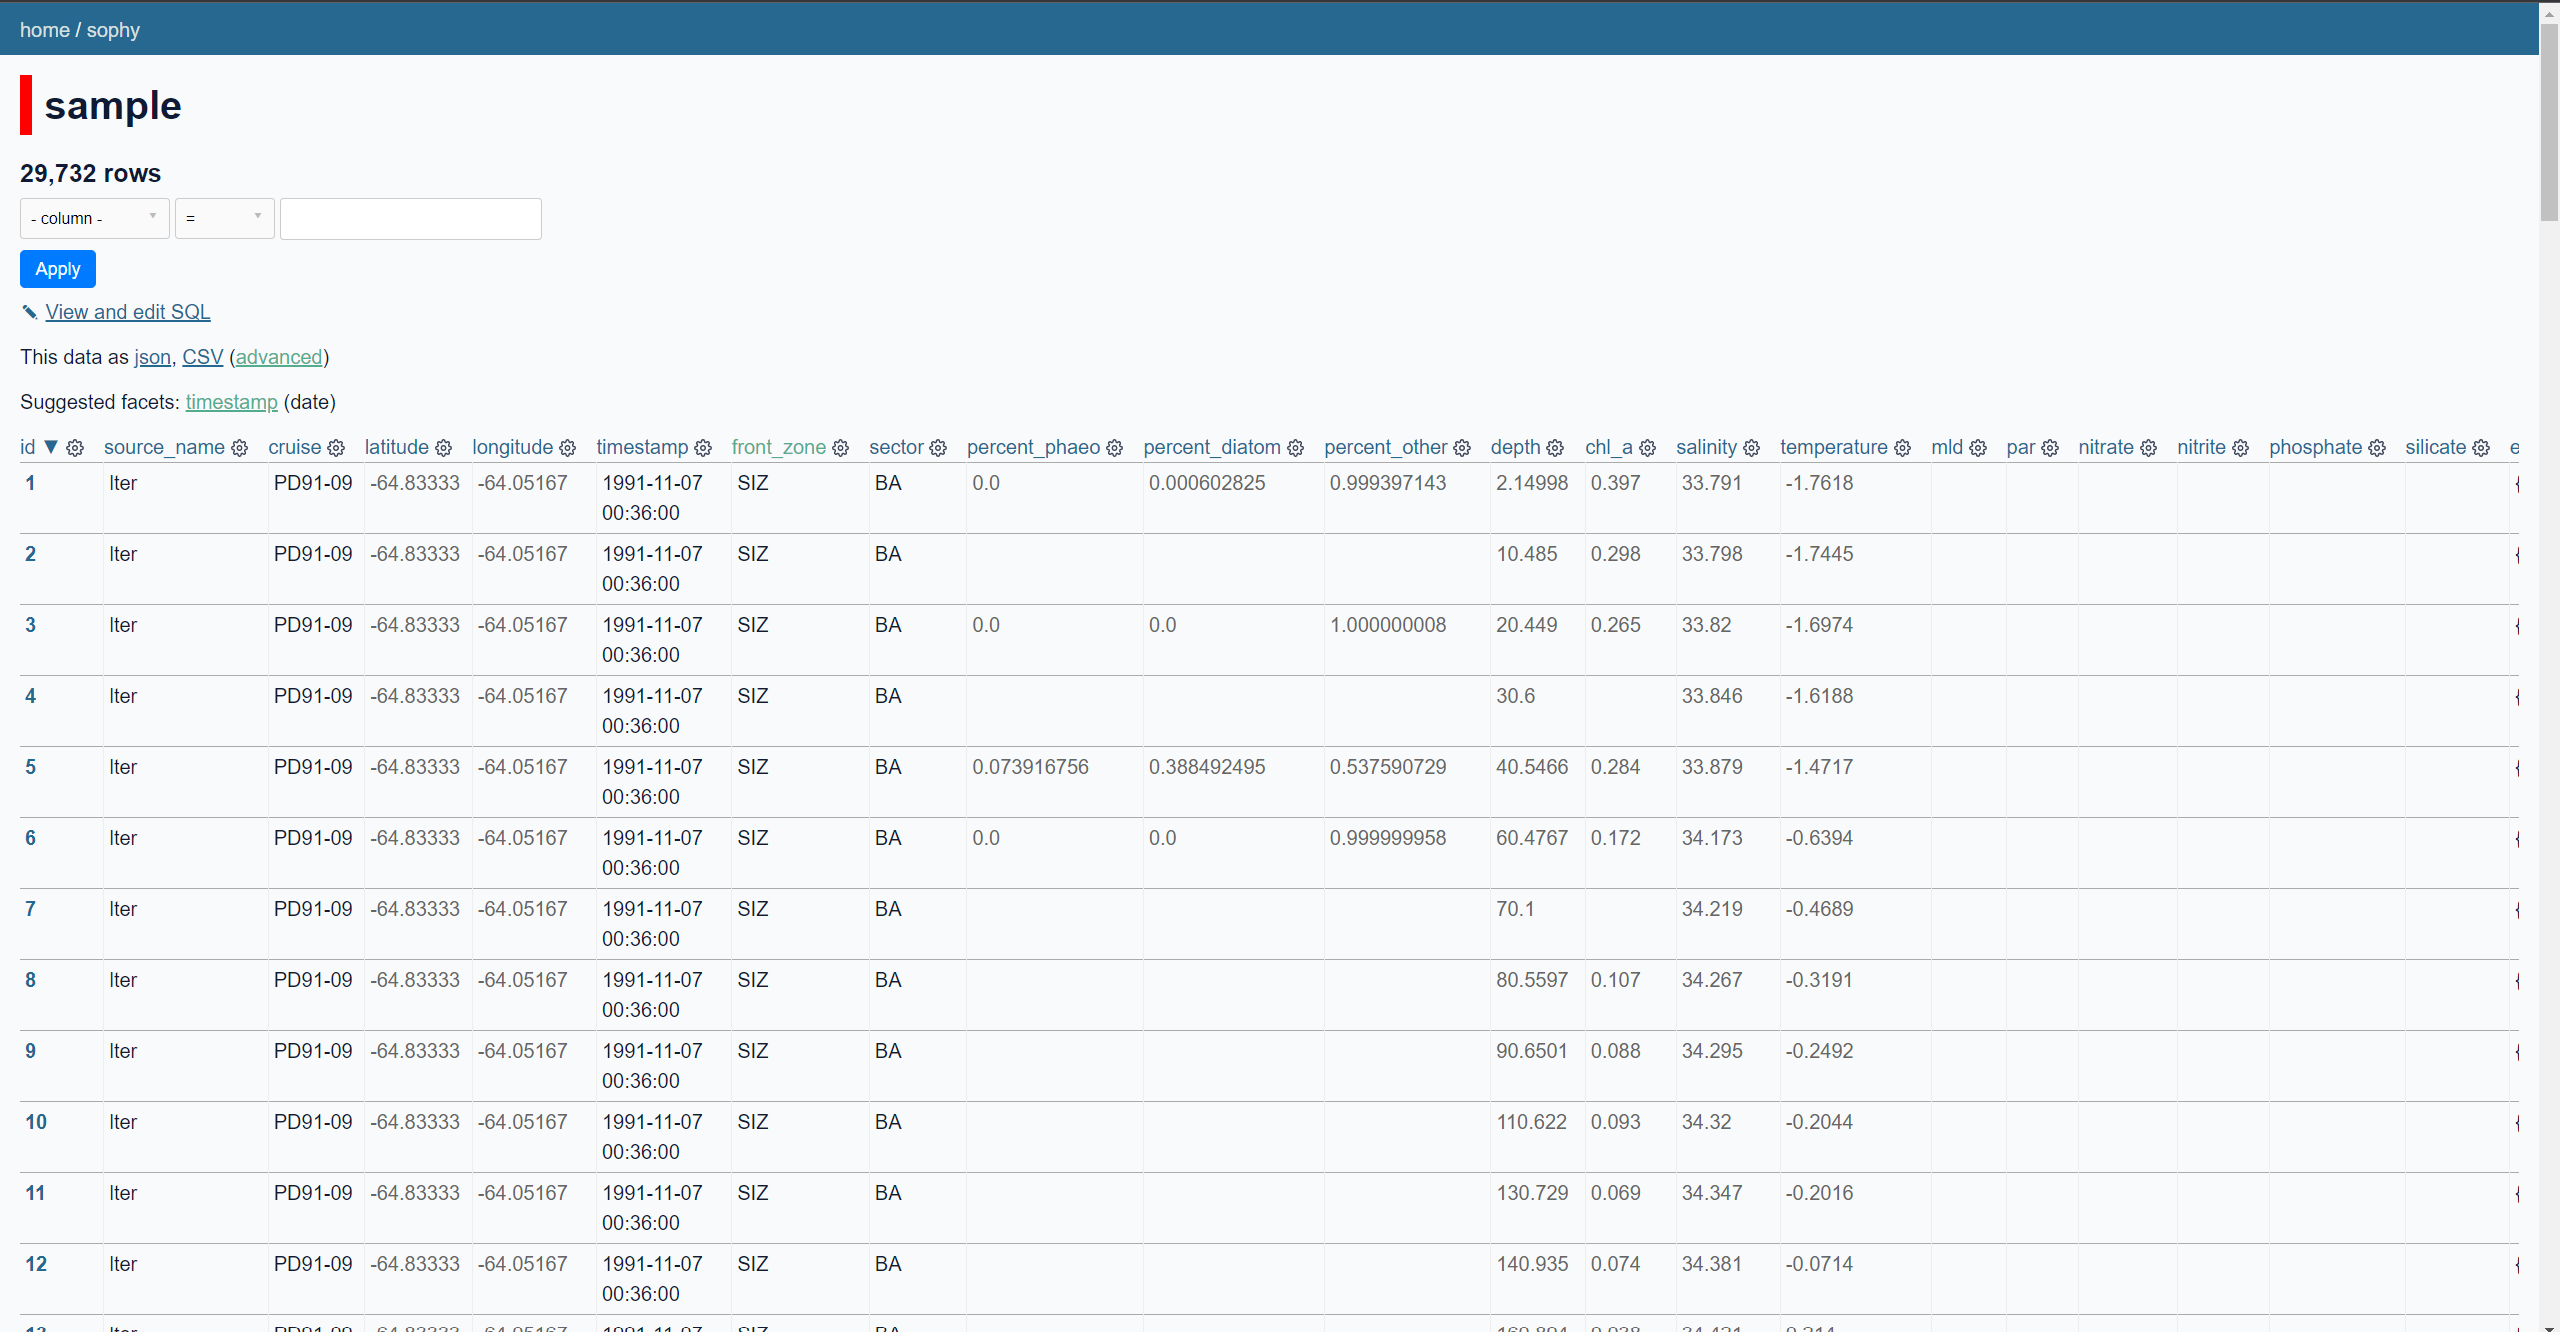 home / sophy
sample
29,732 rows
- column - =
Apply
View and edit SQL
This data as json, CSV (advanced)
Suggested facets: timestamp (date)
id ▼ source_name cruise latitude longitude timestamp front_zone sector percent_phaeo percent_diatom percent_other depth chl_a salinity temperature mld par nitrate nitrite phosphate silicate e
1 Iter PD91-09 -64.83333 -64.05167 1991-11-07 SIZ BA 0.0 0.000602825 0.999397143 2.14998 0.397 33.791 -1.7618 {
00:36:00
2 Iter PD91-09 -64.83333 -64.05167 1991-11-07 SIZ BA 10.485 0.298 33.798 -1.7445 {
00:36:00
3 Iter PD91-09 -64.83333 -64.05167 1991-11-07 SIZ BA 0.0 0.0 1.000000008 20.449 0.265 33.82 -1.6974 {
00:36:00
4 Iter PD91-09 -64.83333 -64.05167 1991-11-07 SIZ BA 30.6 33.846 -1.6188 {
00:36:00
5 Iter PD91-09 -64.83333 -64.05167 1991-11-07 SIZ BA 0.073916756 0.388492495 0.537590729 40.5466 0.284 33.879 -1.4717 {
00:36:00
6 Iter PD91-09 -64.83333 -64.05167 1991-11-07 SIZ BA 0.0 0.0 0.999999958 60.4767 0.172 34.173 -0.6394 {
00:36:00
7 Iter PD91-09 -64.83333 -64.05167 1991-11-07 SIZ BA 70.1 34.219 -0.4689 {
00:36:00
8 Iter PD91-09 -64.83333 -64.05167 1991-11-07 SIZ BA 80.5597 0.107 34.267 -0.3191 {
00:36:00
9 Iter PD91-09 -64.83333 -64.05167 1991-11-07 SIZ BA 90.6501 0.088 34.295 -0.2492 {
00:36:00
10 Iter PD91-09 -64.83333 -64.05167 1991-11-07 SIZ BA 110.622 0.093 34.32 -0.2044 {
00:36:00
11 Iter PD91-09 -64.83333 -64.05167 1991-11-07 SIZ BA 130.729 0.069 34.347 -0.2016 {
00:36:00
12 Iter PD91-09 -64.83333 -64.05167 1991-11-07 SIZ BA 140.935 0.074 34.381 -0.0714 {
00:36:00